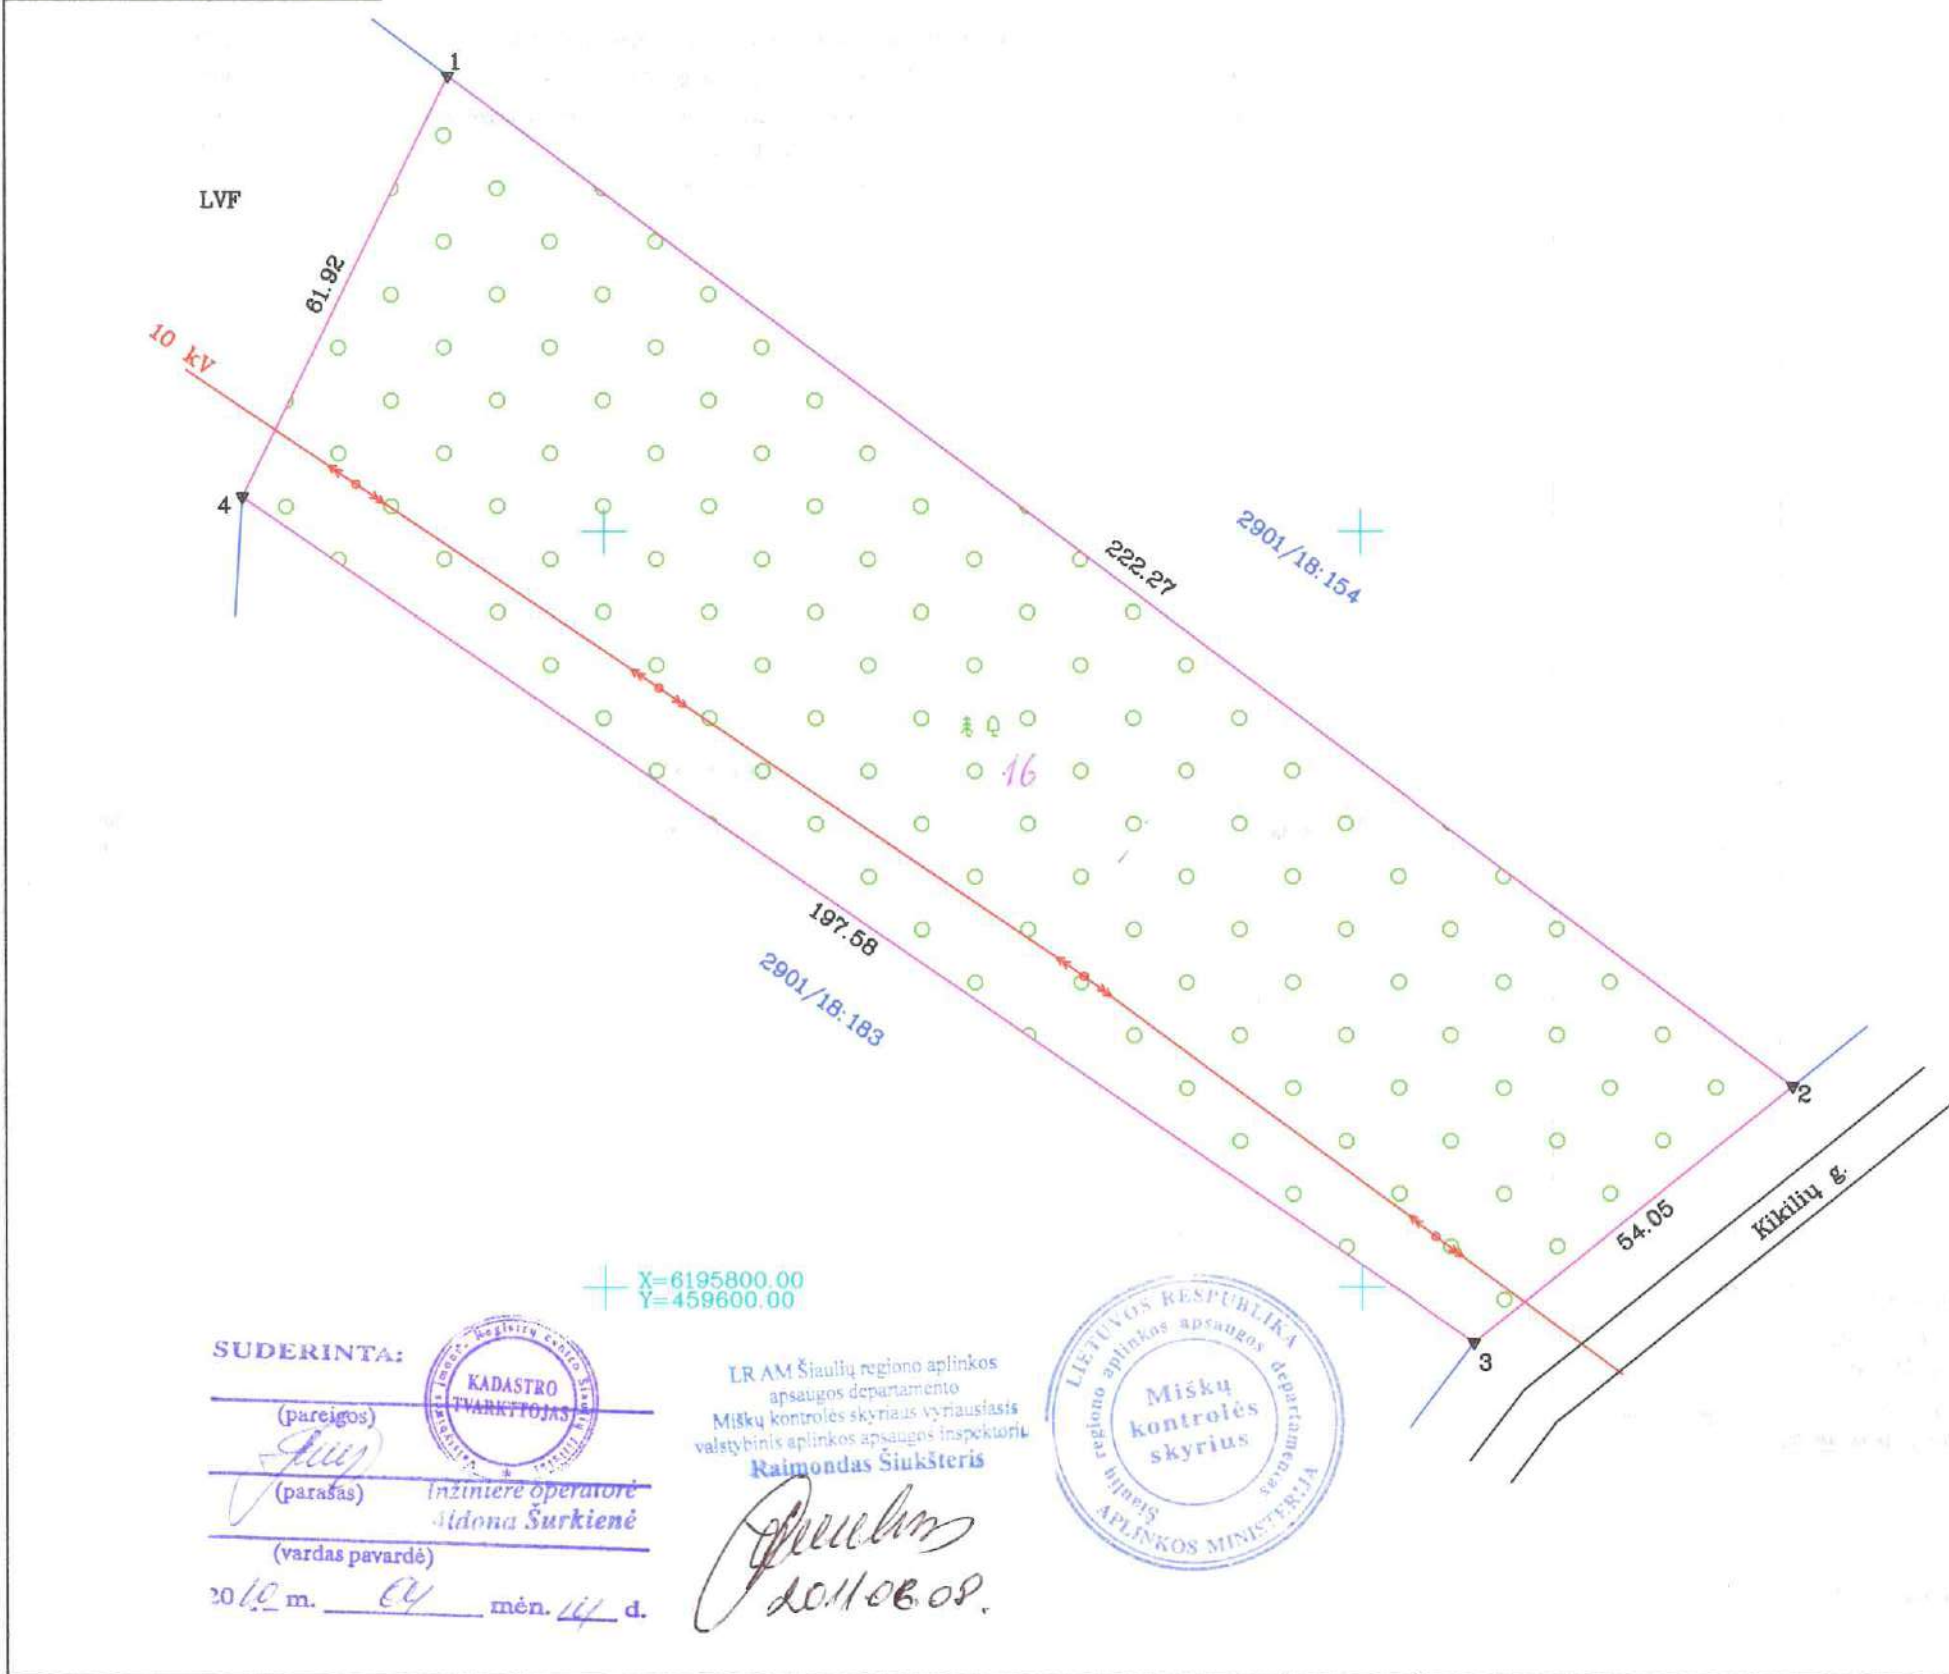 1
LVF
61.92
10 kV
4
222.27
2901/18:154
16
197.58
2901/18:183
2
54.05
Kikilių g.
3
X=6195800.00
Y=459600.00
SUDERINTA:
KADASTRO
TVARKYTOJAS
(pareigos)
(parašas)
Inžinierė operatorė
Aldona Šurkienė
(vardas pavardė)
2010 m. mėn. d.
LR AM Šiaulių regiono aplinkos
apsaugos departamento
Miškų kontrolės skyriaus vyriausiasis
valstybinis aplinkos apsaugos inspektorius
Raimondas Šiukšteris
2011 06 08.
LIETUVOS RESPUBLIKA
APLINKOS MINISTERIJA
Šiaulių regiono aplinkos apsaugos departamentas
Miškų
kontrolės
skyrius